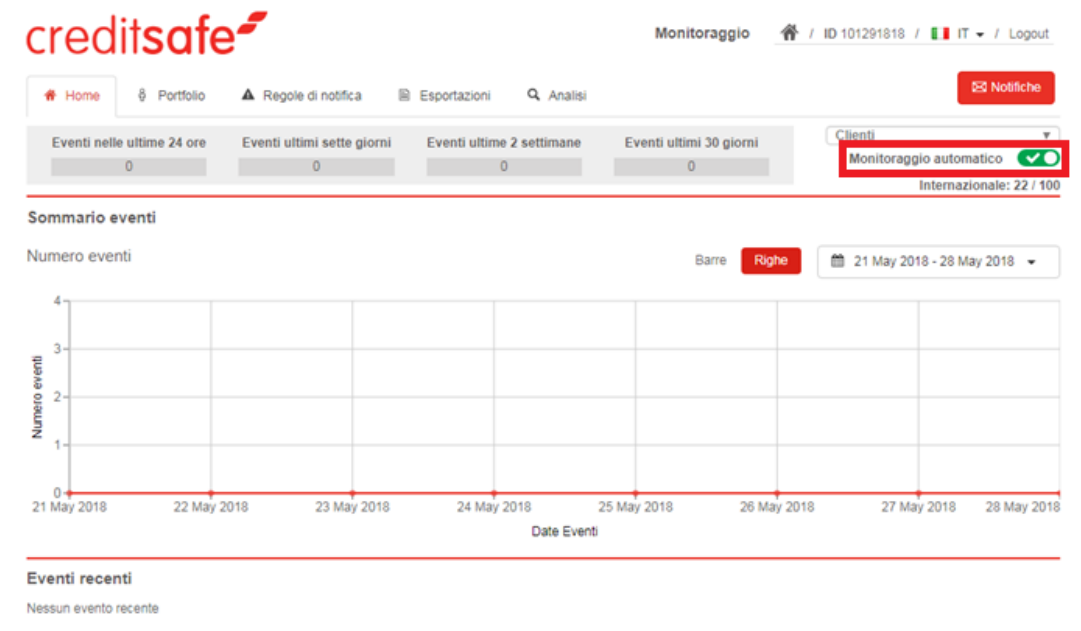 creditsafe
Monitoraggio / ID 101291818 / IT / Logout
Home Portfolio Regole di notifica Esportazioni Analisi
Notifiche
Eventi nelle ultime 24 ore Eventi ultimi sette giorni Eventi ultime 2 settimane Eventi ultimi 30 giorni
0 0 0 0
Clienti
Monitoraggio automatico
Internazionale: 22 / 100
Sommario eventi
Numero eventi
Barre Righe 21 May 2018 - 28 May 2018
4
3
2
1
0
Numero eventi
21 May 2018 22 May 2018 23 May 2018 24 May 2018 25 May 2018 26 May 2018 27 May 2018 28 May 2018
Date Eventi
Eventi recenti
Nessun evento recente